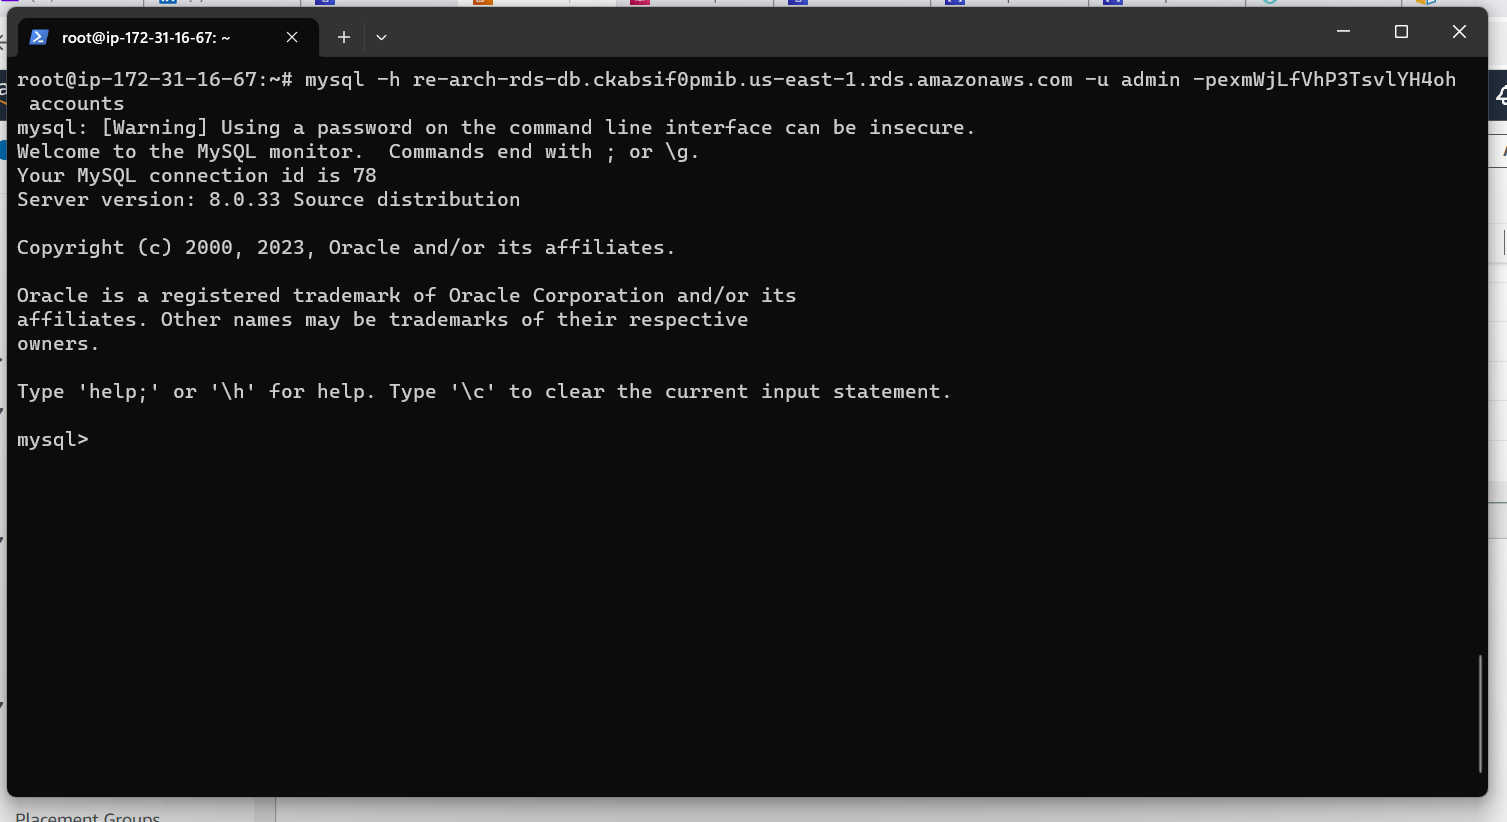 root@ip-172-31-16-67: ~
root@ip-172-31-16-67:~# mysql -h re-arch-rds-db.ckabsif0pmib.us-east-1.rds.amazonaws.com -u admin -pexmWjLfVhP3TsvlYH4oh
accounts
mysql: [Warning] Using a password on the command line interface can be insecure.
Welcome to the MySQL monitor.  Commands end with ; or \g.
Your MySQL connection id is 78
Server version: 8.0.33 Source distribution
Copyright (c) 2000, 2023, Oracle and/or its affiliates.
Oracle is a registered trademark of Oracle Corporation and/or its
affiliates. Other names may be trademarks of their respective
owners.
Type 'help;' or '\h' for help. Type '\c' to clear the current input statement.
mysql>
Placement Groups